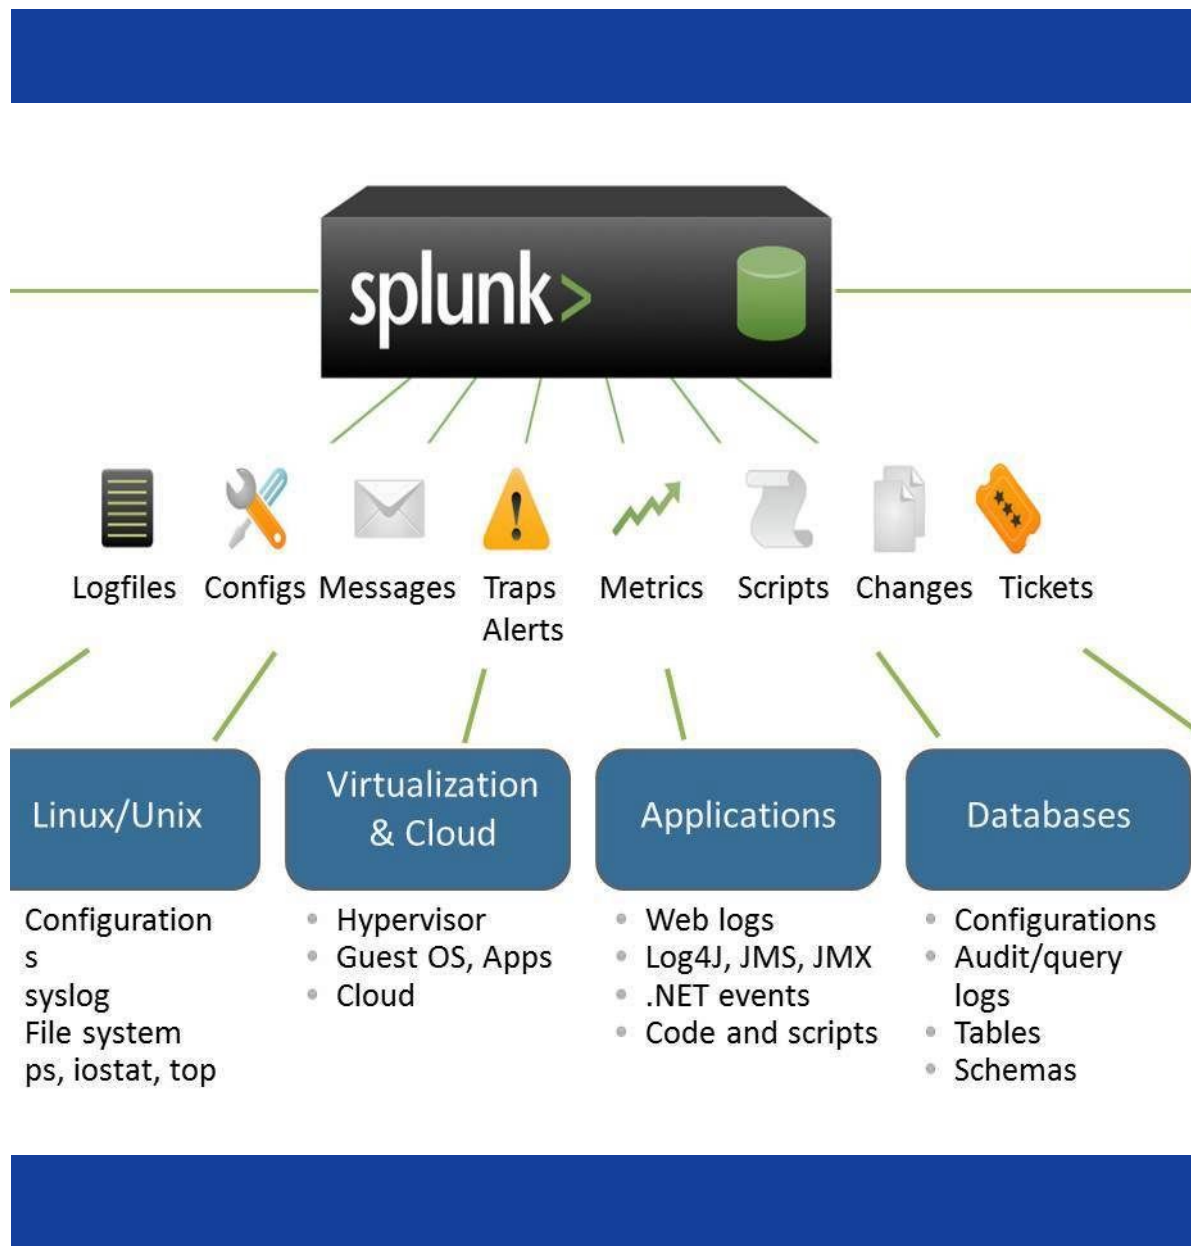 splunk>
Logfiles
Configs
Messages
Traps
Alerts
Metrics
Scripts
Changes
Tickets
Linux/Unix
Configuration
s
syslog
File system
ps, iostat, top
Virtualization
& Cloud
• Hypervisor
• Guest OS, Apps
• Cloud
Applications
• Web logs
• Log4J, JMS, JMX
• .NET events
• Code and scripts
Databases
• Configurations
• Audit/query
logs
• Tables
• Schemas